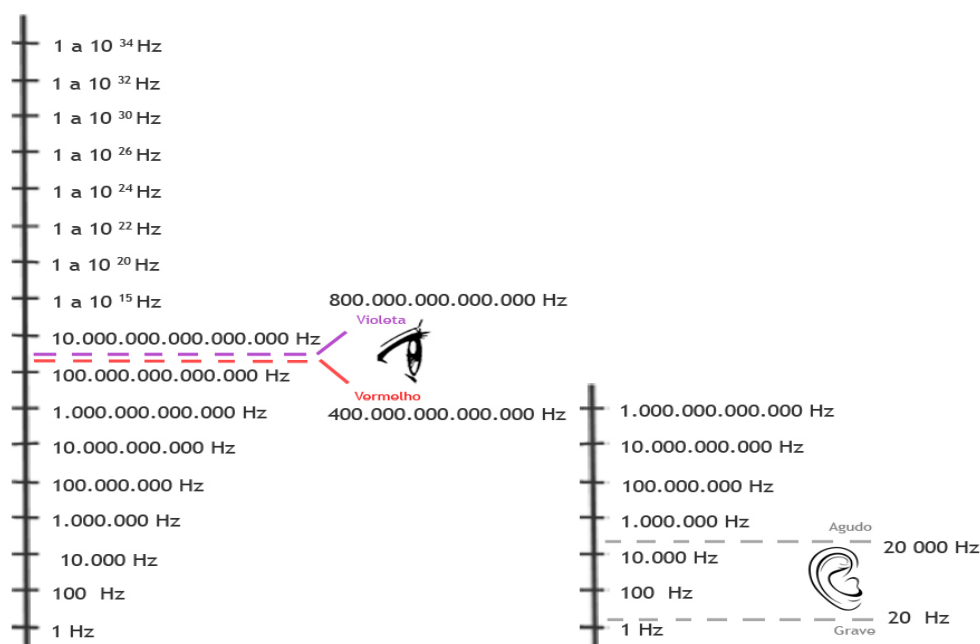 1 a 10 ³⁴ Hz
1 a 10 ³² Hz
1 a 10 ³⁰ Hz
1 a 10 ²⁶ Hz
1 a 10 ²⁴ Hz
1 a 10 ²² Hz
1 a 10 ²⁰ Hz
1 a 10 ¹⁵ Hz
10.000.000.000.000.000 Hz
100.000.000.000.000 Hz
1.000.000.000.000 Hz
10.000.000.000 Hz
100.000.000 Hz
1.000.000 Hz
10.000 Hz
100 Hz
1 Hz
800.000.000.000.000 Hz
Violeta
Vermelho
400.000.000.000.000 Hz
1.000.000.000.000 Hz
10.000.000.000 Hz
100.000.000 Hz
1.000.000 Hz
10.000 Hz
100 Hz
1 Hz
Agudo
20 000 Hz
20 Hz
Grave